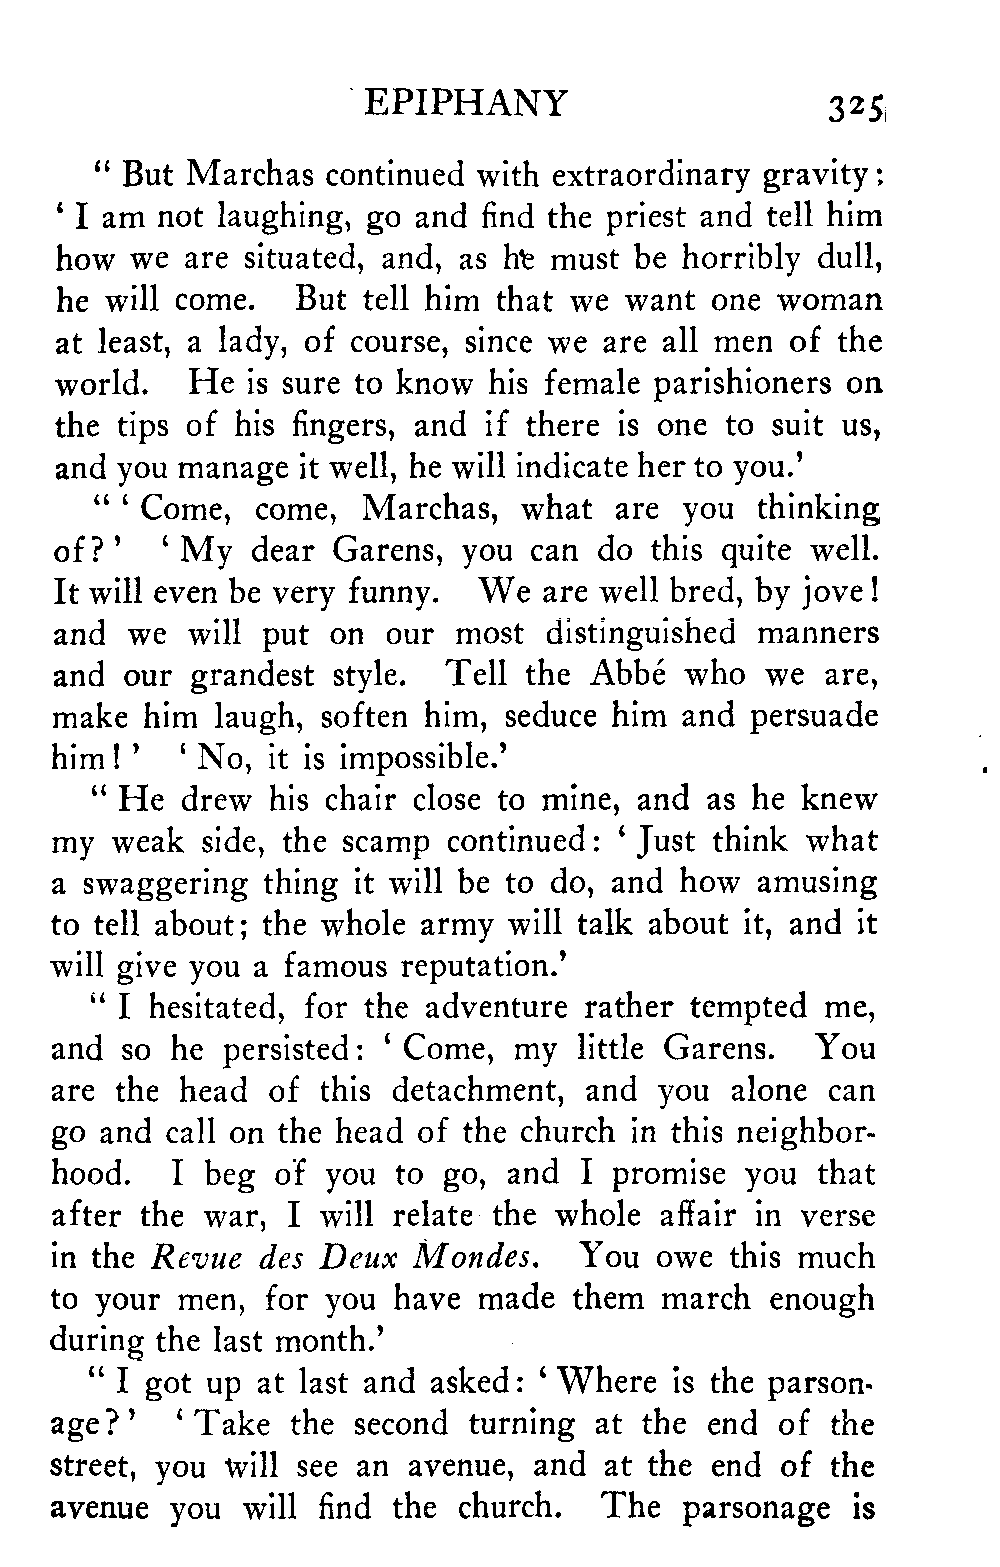 EPIPHANY 325
“ But Marchas continued with extraordinary gravity :
‘ I am not laughing, go and find the priest and tell him
how we are situated, and, as he must be horribly dull,
he will come. But tell him that we want one woman
at least, a lady, of course, since we are all men of the
world. He is sure to know his female parishioners on
the tips of his fingers, and if there is one to suit us,
and you manage it well, he will indicate her to you.’
“ ‘ Come, come, Marchas, what are you thinking
of? ’ ‘ My dear Garens, you can do this quite well.
It will even be very funny. We are well bred, by jove !
and we will put on our most distinguished manners
and our grandest style. Tell the Abbé who we are,
make him laugh, soften him, seduce him and persuade
him ! ’ ‘ No, it is impossible.’
“ He drew his chair close to mine, and as he knew
my weak side, the scamp continued : ‘ Just think what
a swaggering thing it will be to do, and how amusing
to tell about ; the whole army will talk about it, and it
will give you a famous reputation.’
“ I hesitated, for the adventure rather tempted me,
and so he persisted : ‘ Come, my little Garens. You
are the head of this detachment, and you alone can
go and call on the head of the church in this neighbor-
hood. I beg of you to go, and I promise you that
after the war, I will relate the whole affair in verse
in the Revue des Deux Mondes. You owe this much
to your men, for you have made them march enough
during the last month.’
“ I got up at last and asked : ‘ Where is the parson-
age? ’ ‘ Take the second turning at the end of the
street, you will see an avenue, and at the end of the
avenue you will find the church. The parsonage is